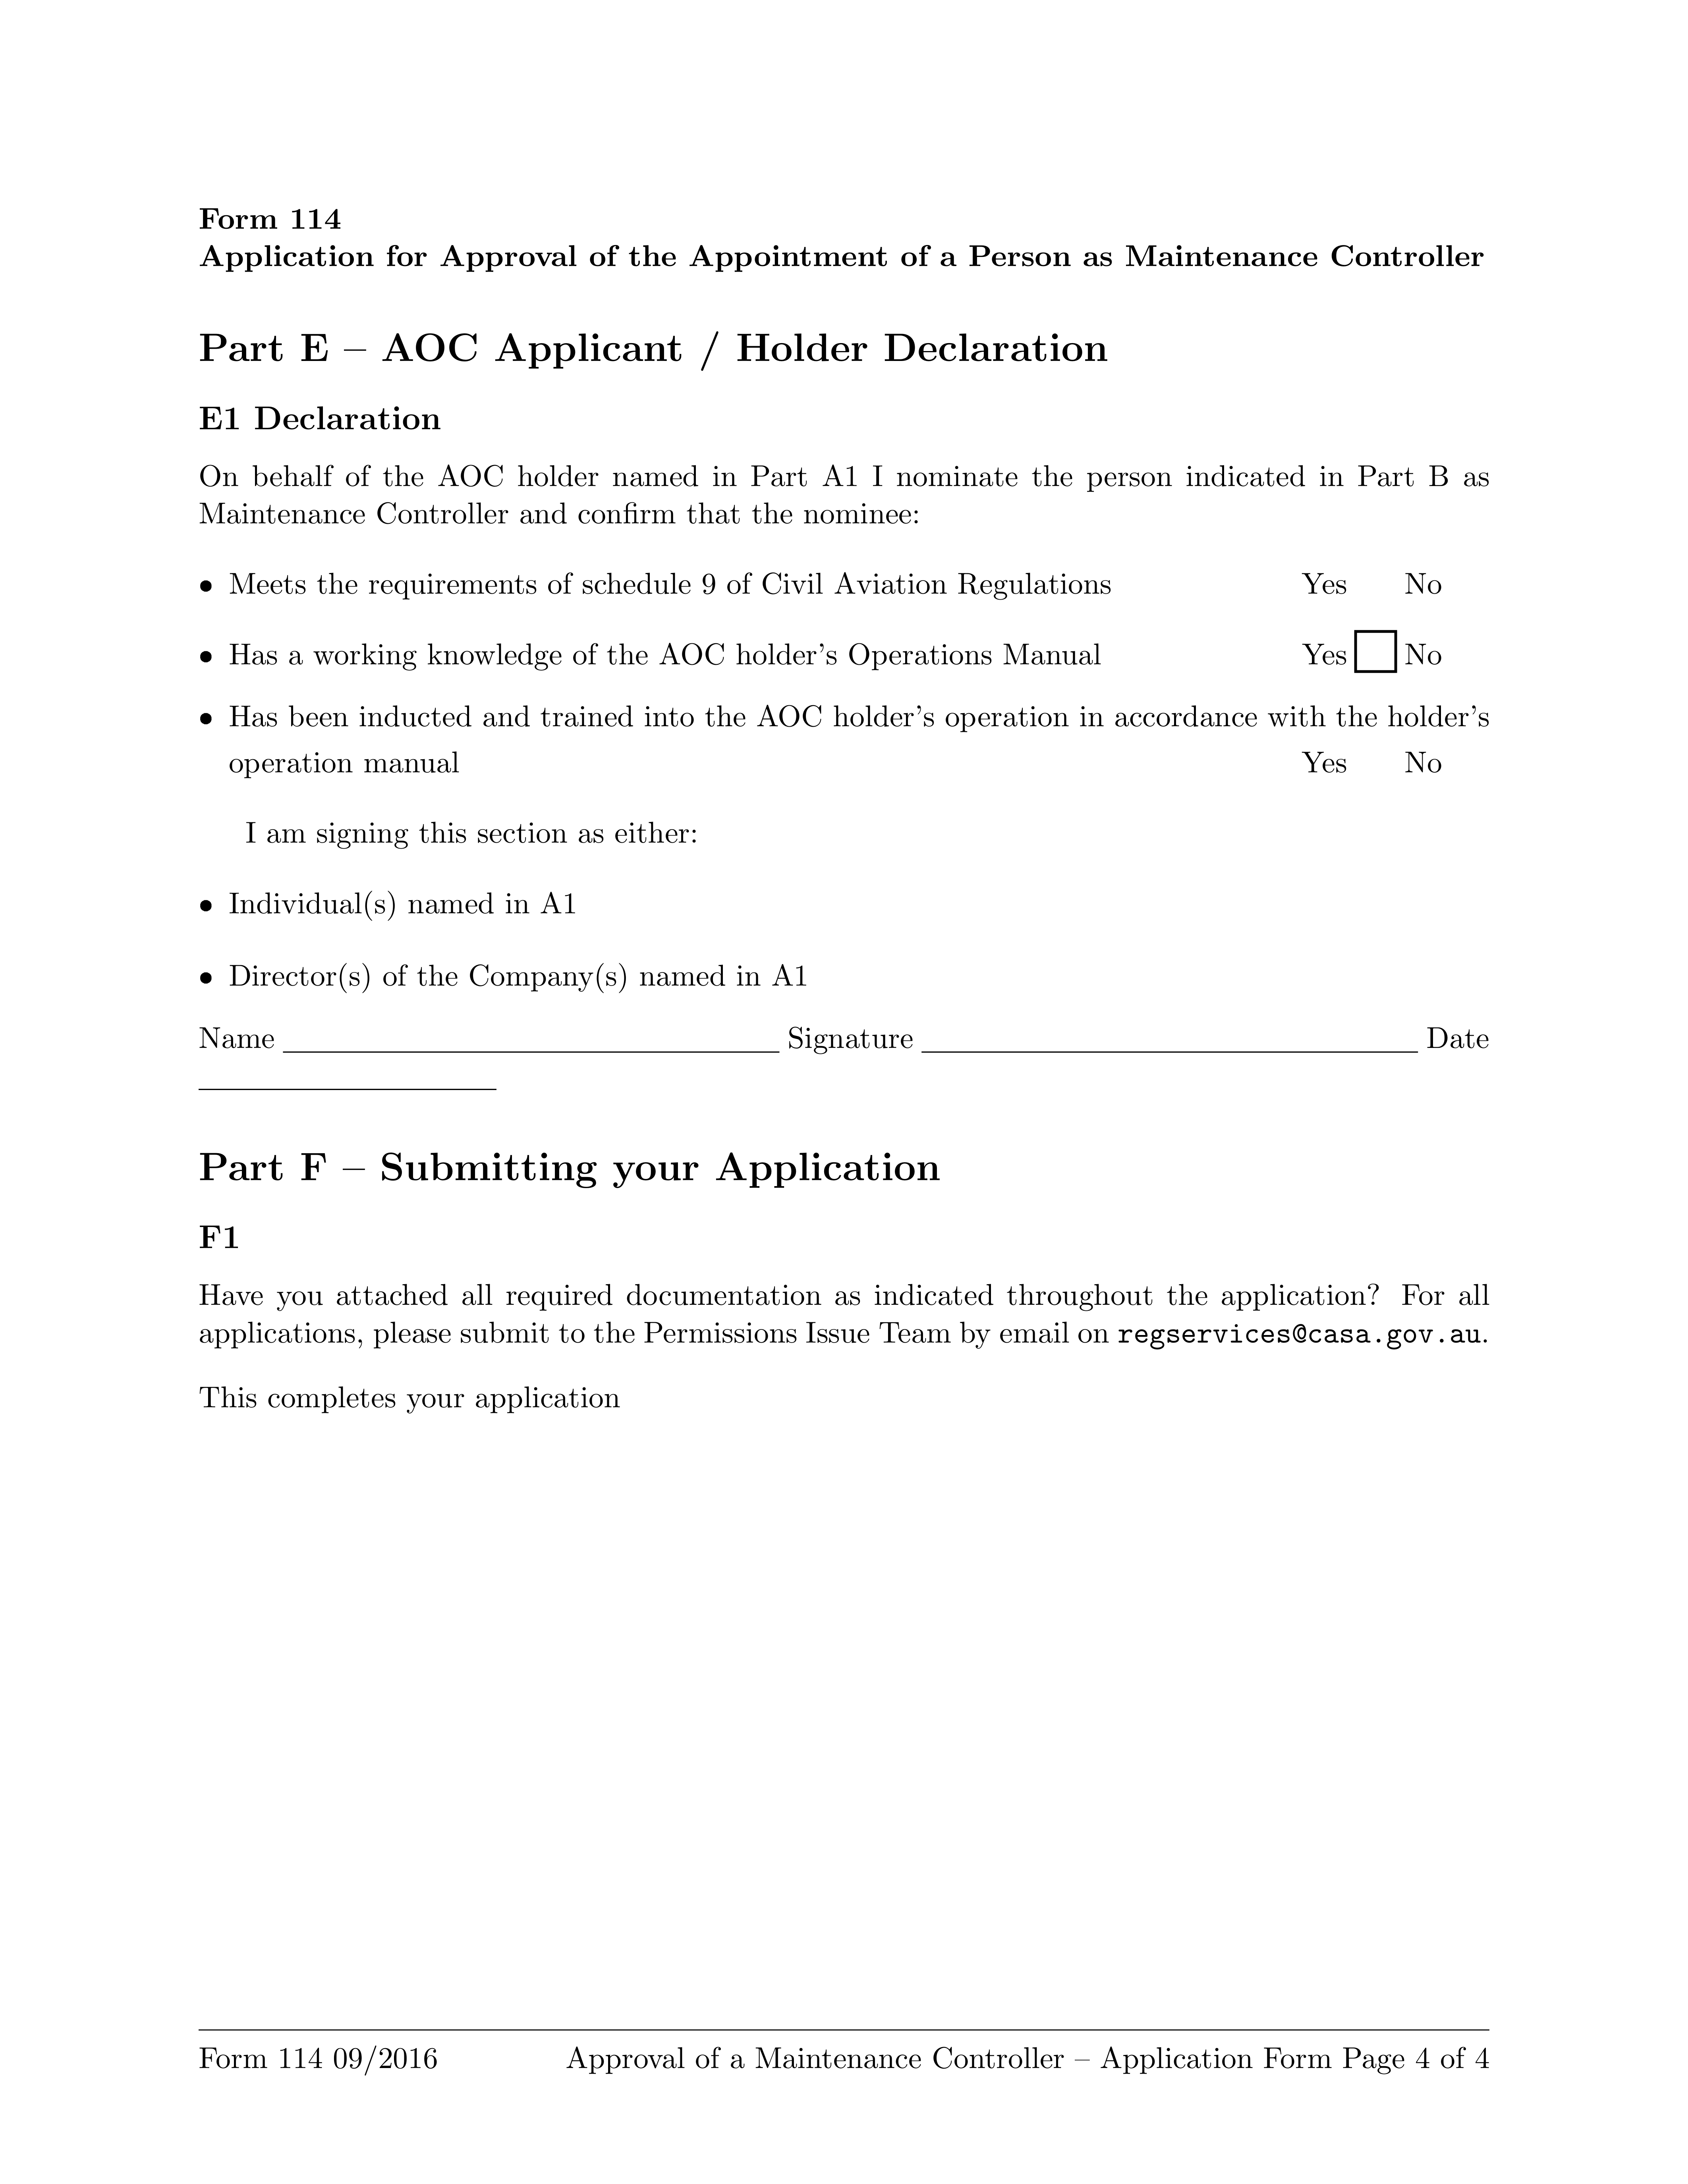 Form 114
Application for Approval of the Appointment of a Person as Maintenance Controller
Part E – AOC Applicant / Holder Declaration
E1 Declaration
On behalf of the AOC holder named in Part A1 I nominate the person indicated in Part B as
Maintenance Controller and confirm that the nominee:
• Meets the requirements of schedule 9 of Civil Aviation Regulations Yes No
• Has a working knowledge of the AOC holder's Operations Manual Yes ☐ No
• Has been inducted and trained into the AOC holder's operation in accordance with the holder's
operation manual Yes No
I am signing this section as either:
• Individual(s) named in A1
• Director(s) of the Company(s) named in A1
Name ____ Signature ____ Date
____
Part F – Submitting your Application
F1
Have you attached all required documentation as indicated throughout the application? For all
applications, please submit to the Permissions Issue Team by email on regservices@casa.gov.au.
This completes your application
Form 114 09/2016 Approval of a Maintenance Controller – Application Form Page 4 of 4